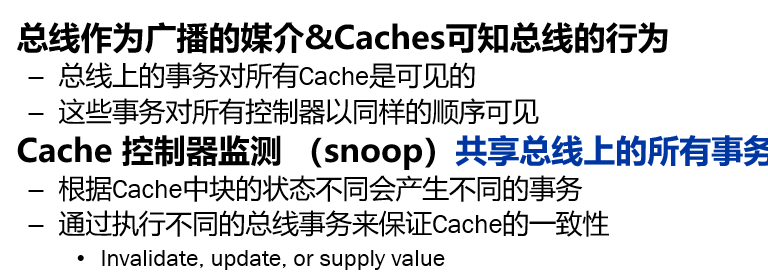 总线作为广播的媒介&Caches可知总线的行为
– 总线上的事务对所有Cache是可见的
– 这些事务对所有控制器以同样的顺序可见
Cache 控制器监测 （snoop）共享总线上的所有事务
– 根据Cache中块的状态不同会产生不同的事务
– 通过执行不同的总线事务来保证Cache的一致性
• Invalidate, update, or supply value